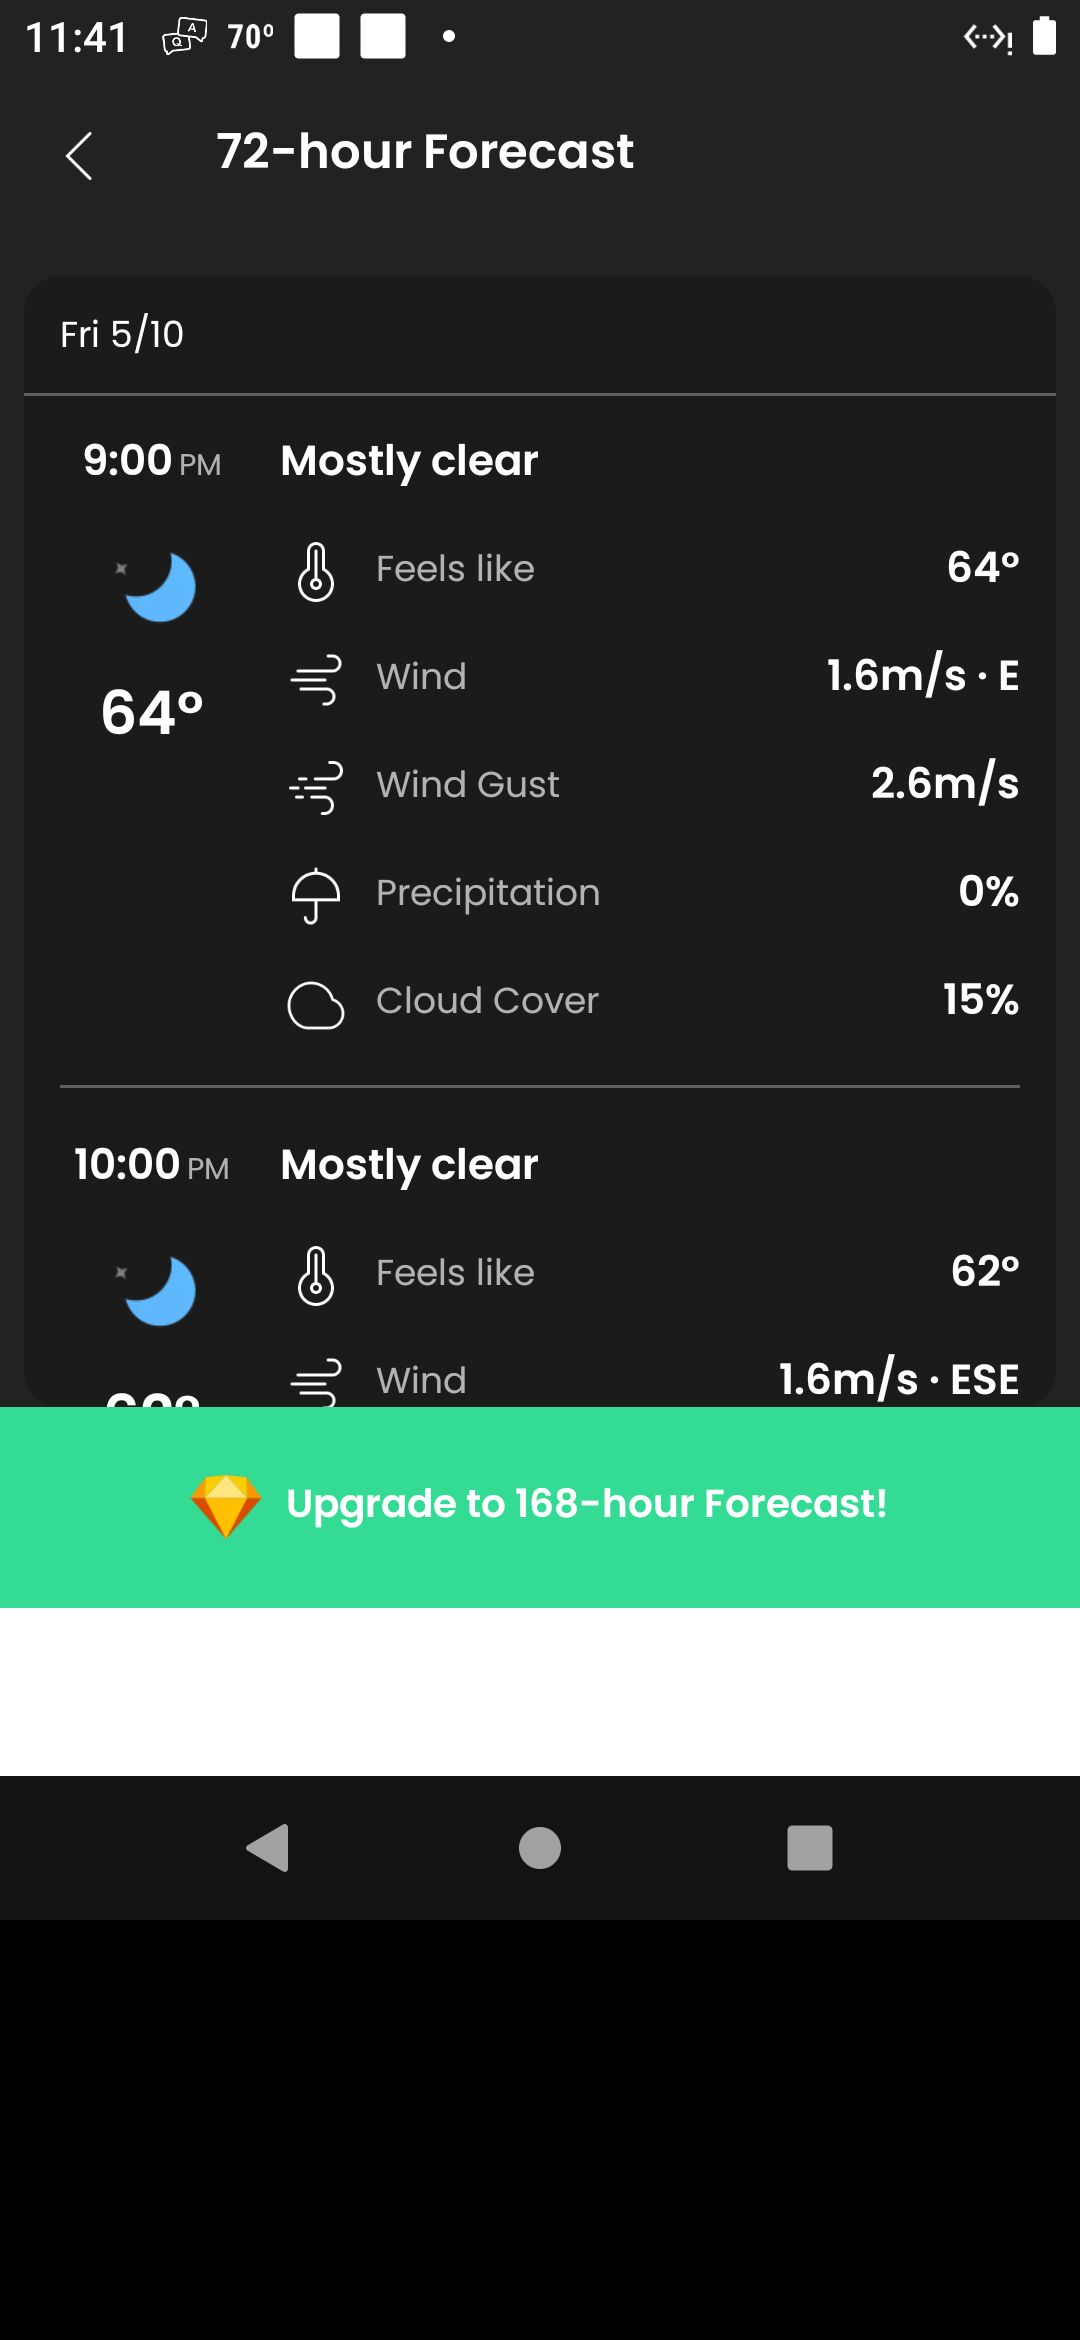 11:41 70°
72-hour Forecast
Fri 5/10
9:00 PM Mostly clear
Feels like 64°
Wind 1.6m/s · E
64°
Wind Gust 2.6m/s
Precipitation 0%
Cloud Cover 15%
10:00 PM Mostly clear
Feels like 62°
Wind 1.6m/s · ESE
Upgrade to 168-hour Forecast!